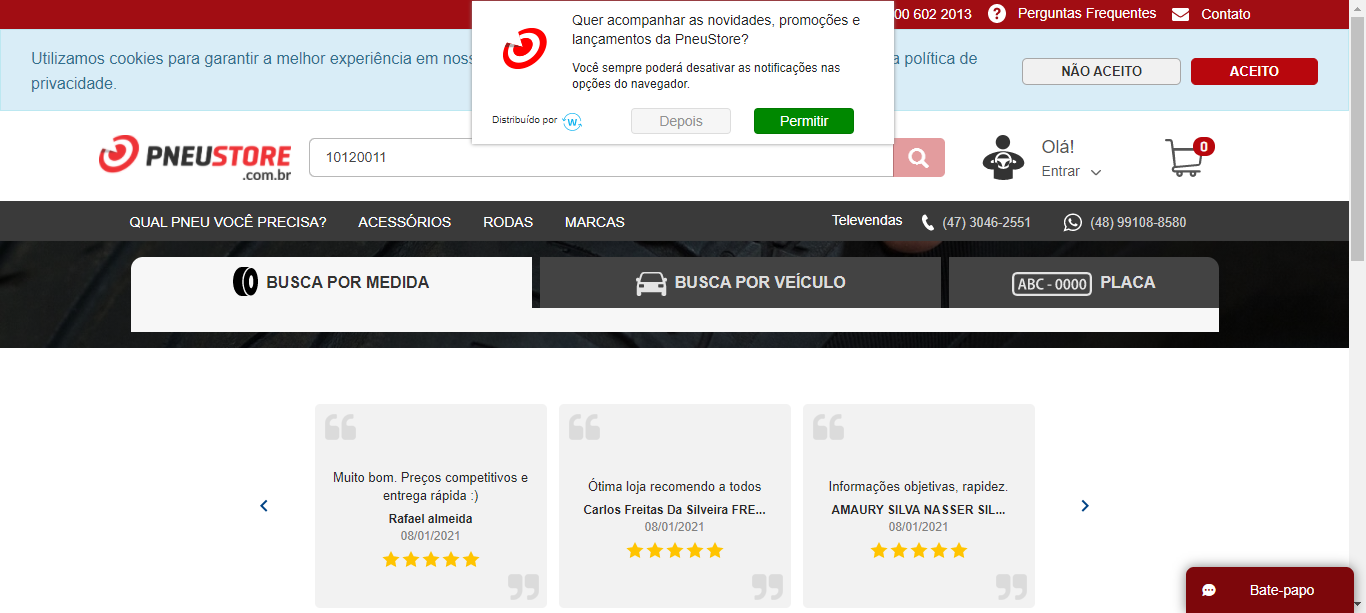 Quer acompanhar as novidades, promoções e
lançamentos da PneuStore?
Você sempre poderá desativar as notificações nas
opções do navegador.
Distribuído por W
Depois
Permitir
00 602 2013
? Perguntas Frequentes
Contato
Utilizamos cookies para garantir a melhor experiência em
política de
privacidade.
NÃO ACEITO
ACEITO
PNEUSTORE
.com.br
10120011
Olá!
Entrar
0
QUAL PNEU VOCÊ PRECISA?
ACESSÓRIOS
RODAS
MARCAS
Televendas
(47) 3046-2551
(48) 99108-8580
BUSCA POR MEDIDA
BUSCA POR VEÍCULO
ABC - 0000 PLACA
Muito bom. Preços competitivos e
entrega rápida :)
Rafael almeida
08/01/2021
Ótima loja recomendo a todos
Carlos Freitas Da Silveira FRE...
08/01/2021
Informações objetivas, rapidez.
AMAURY SILVA NASSER SIL...
08/01/2021
Bate-papo